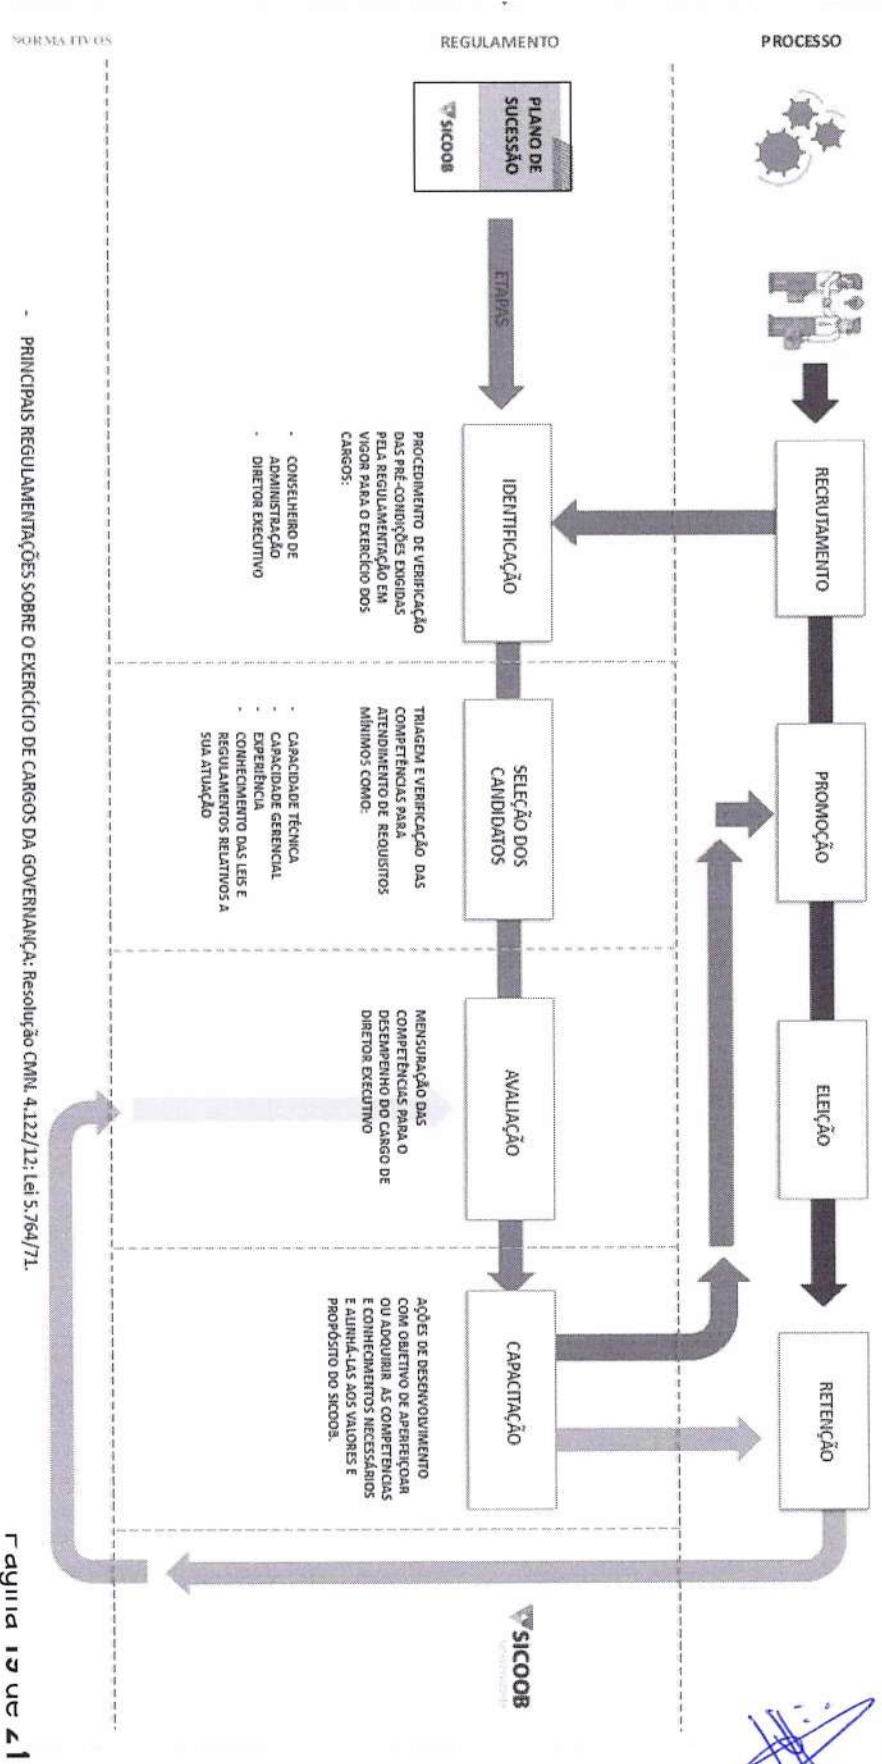 PROCESSO
RECRUTAMENTO
PROMOÇÃO
ELEIÇÃO
RETENÇÃO
REGULAMENTO
PLANO DE
SUCESSÃO
SICOOB
ETAPAS
IDENTIFICAÇÃO
SELEÇÃO DOS
CANDIDATOS
AVALIAÇÃO
CAPACITAÇÃO
PROCEDIMENTO DE VERIFICAÇÃO
DAS PRÉ-CONDIÇÕES EXIGIDAS
PELA REGULAMENTAÇÃO EM
VIGOR PARA O EXERCÍCIO DOS
CARGOS:
- CONSELHEIRO DE
ADMINISTRAÇÃO
- DIRETOR EXECUTIVO
TRIAGEM E VERIFICAÇÃO DAS
COMPETÊNCIAS PARA
ATENDIMENTO DE REQUISITOS
MÍNIMOS COMO:
- CAPACIDADE TÉCNICA
- CAPACIDADE GERENCIAL
- EXPERIÊNCIA
- CONHECIMENTO DAS LEIS E
REGULAMENTOS RELATIVOS A
SUA ATUAÇÃO
MENSURAÇÃO DAS
COMPETÊNCIAS PARA O
DESEMPENHO DO CARGO DE
DIRETOR EXECUTIVO
AÇÕES DE DESENVOLVIMENTO
COM OBJETIVO DE APERFEIÇOAR
OU ADQUIRIR AS COMPETENCIAS
E CONHECIMENTOS NECESSÁRIOS
E ALINHÁ-LAS AOS VALORES E
PROPÓSITO DO SICOOB.
SICOOB
NORMATIVOS
- PRINCIPAIS REGULAMENTAÇÕES SOBRE O EXERCÍCIO DE CARGOS DA GOVERNANÇA: Resolução CMN. 4.122/12; Lei 5.764/71.
Página 19 de 21